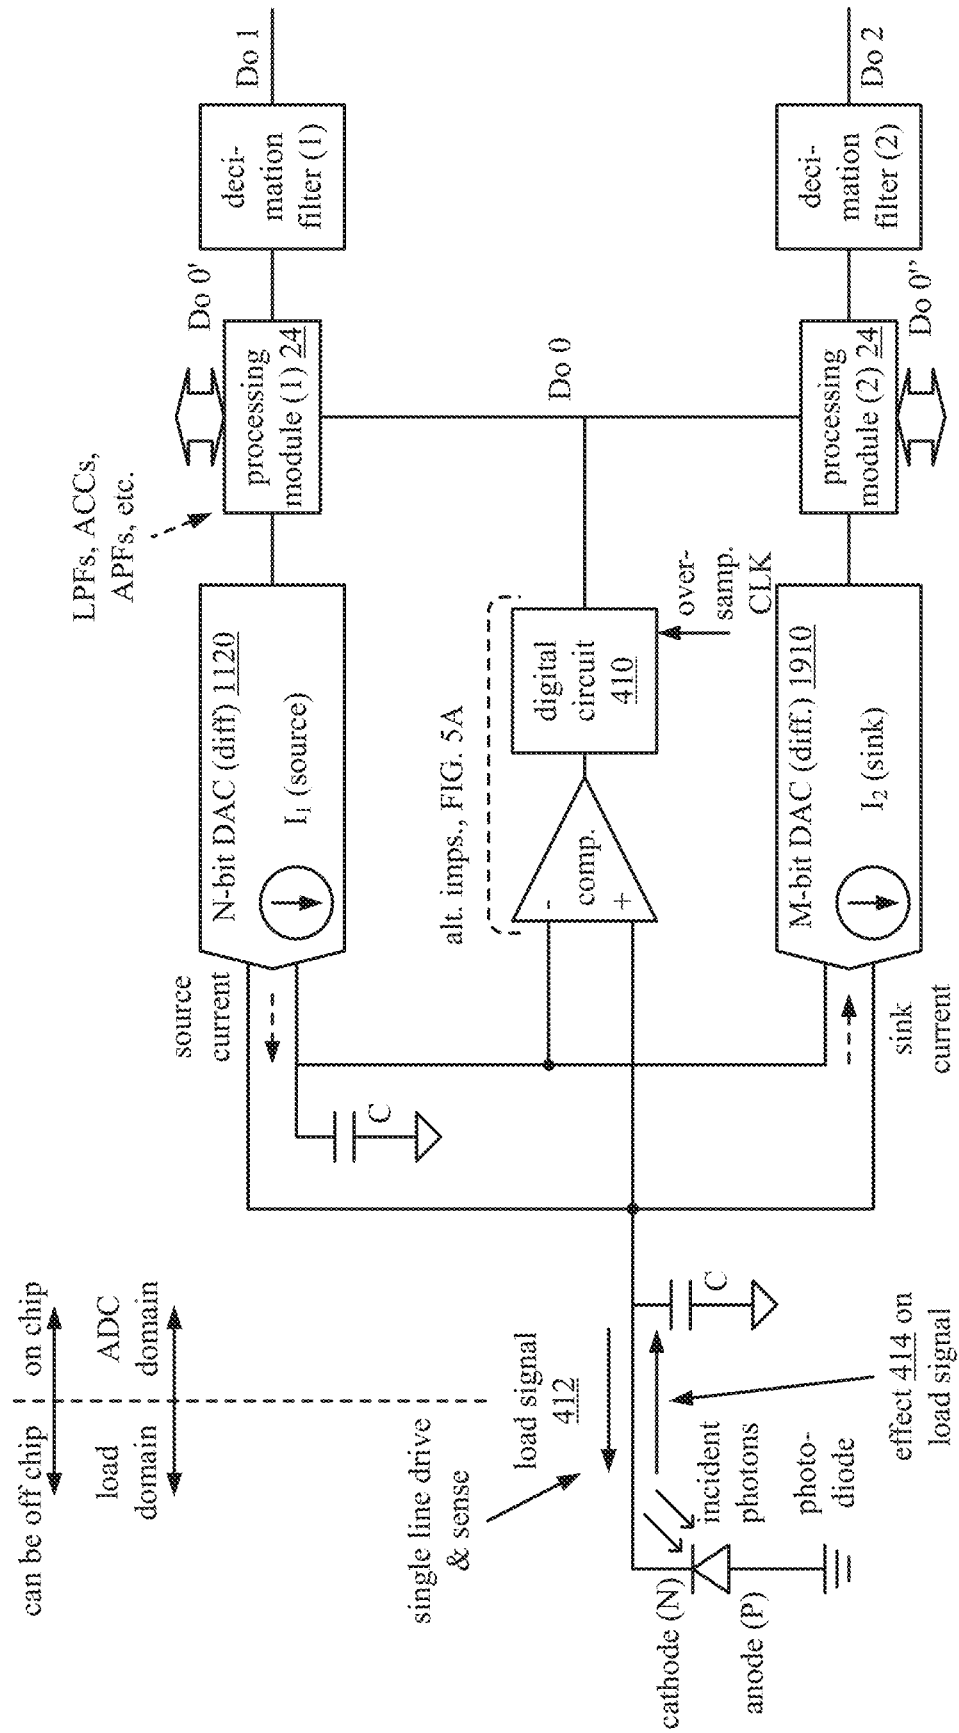 can be off chip
on chip
load
domain
ADC
domain
single line drive
& sense
load signal
412
cathode (N)
anode (P)
incident
photons
photo-
diode
effect 414 on
load signal
C
C
source
current
N-bit DAC (diff) 1120
I1 (source)
LPFs, ACCs,
APFs, etc.
processing
module (1) 24
Do 0'
deci-
mation
filter (1)
Do 1
alt. imps., FIG. 5A
-
comp.
+
digital
circuit
410
over-
samp.
CLK
Do 0
sink
current
M-bit DAC (diff.) 1910
I2 (sink)
processing
module (2) 24
Do 0"
deci-
mation
filter (2)
Do 2